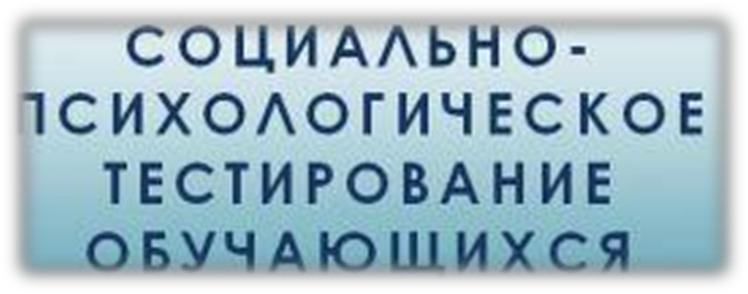 СОЦИАЛЬНО-
ПСИХОЛОГИЧЕСКОЕ
ТЕСТИРОВАНИЕ
ОБУЧАЮЩИХСЯ